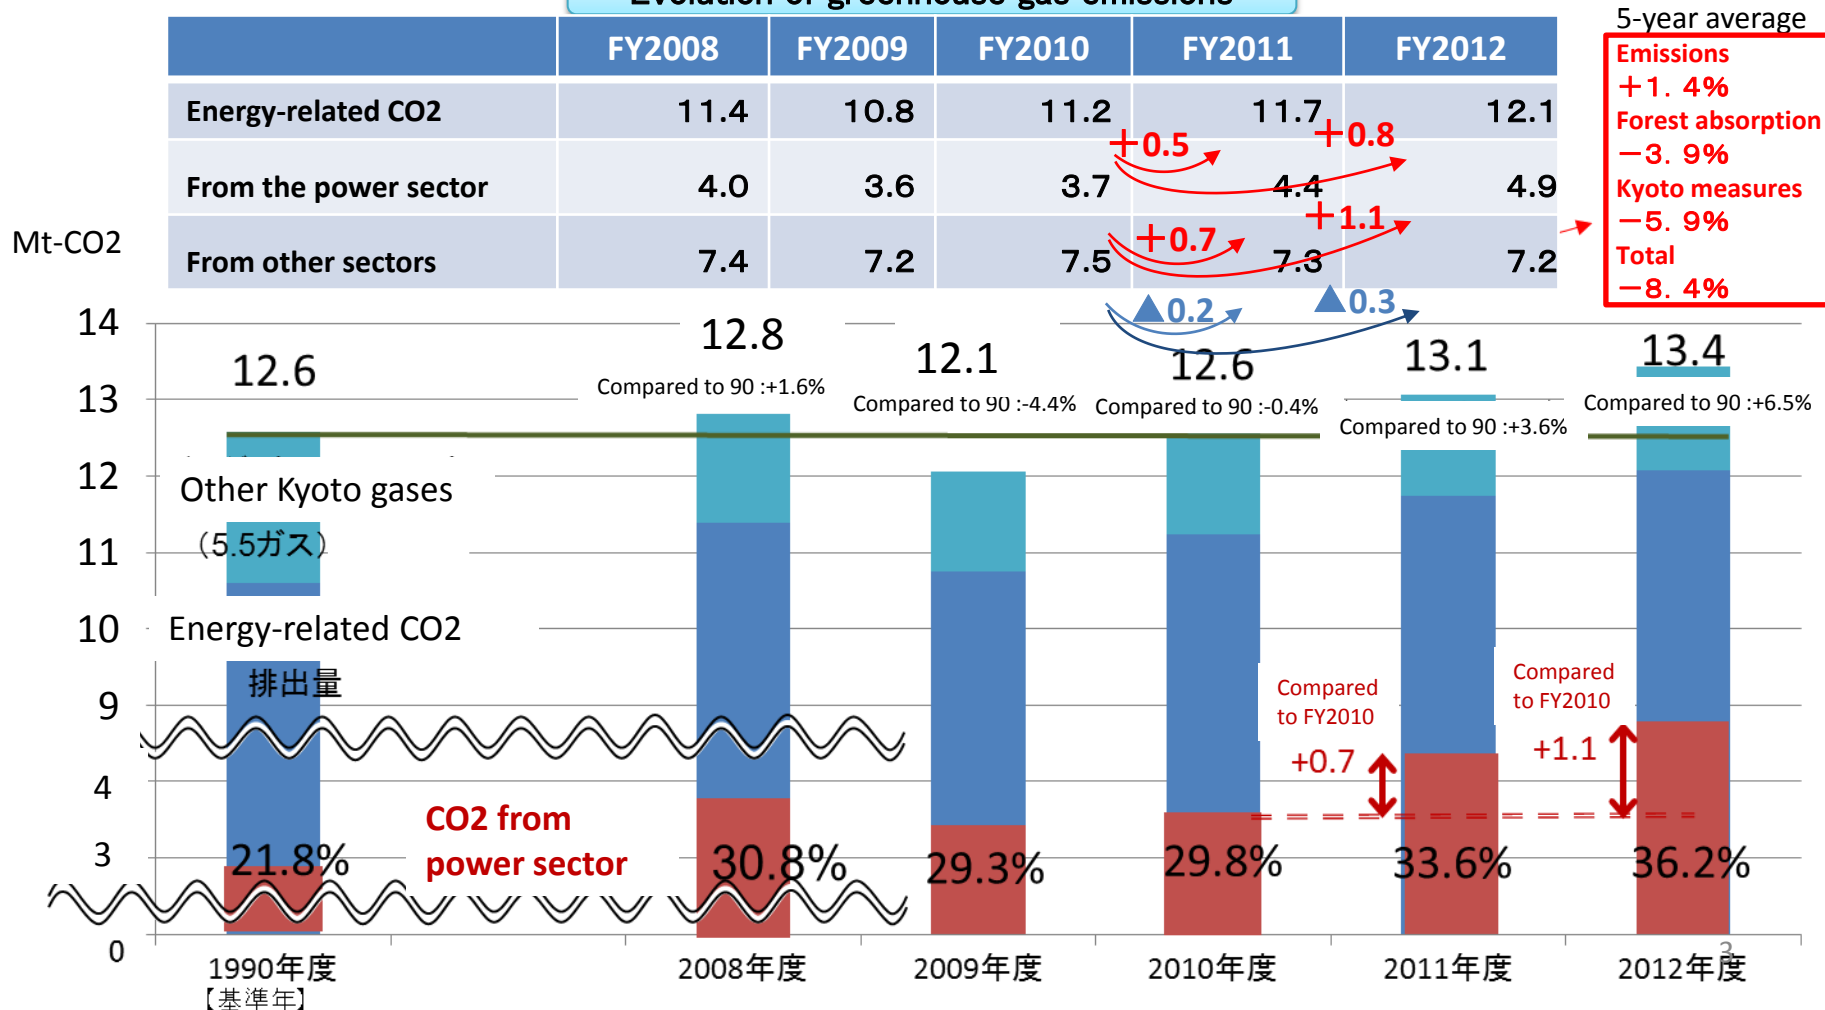 Evolution of greenhouse gas emissions
5-year average
FY2008 FY2009 FY2010 FY2011 FY2012
Energy-related CO2 11.4 10.8 11.2 11.7 12.1
+0.5 +0.8
From the power sector 4.0 3.6 3.7 4.4 4.9
+0.7 +1.1
From other sectors 7.4 7.2 7.5 7.3 7.2
▲0.2 ▲0.3
Emissions
+1.4%
Forest absorption
-3.9%
Kyoto measures
-5.9%
Total
-8.4%
Mt-CO2
14
13
12
11
10
9
4
3
0
12.6
12.8
Compared to 90 :+1.6%
12.1
Compared to 90 :-4.4%
12.6
Compared to 90 :-0.4%
13.1
Compared to 90 :+3.6%
13.4
Compared to 90 :+6.5%
Other Kyoto gases
(5.5ガス)
Energy-related CO2
排出量
Compared
to FY2010
+0.7
Compared
to FY2010
+1.1
CO2 from
power sector
21.8% 30.8% 29.3% 29.8% 33.6% 36.2%
1990年度 2008年度 2009年度 2010年度 2011年度 2012年度
【基準年】
3